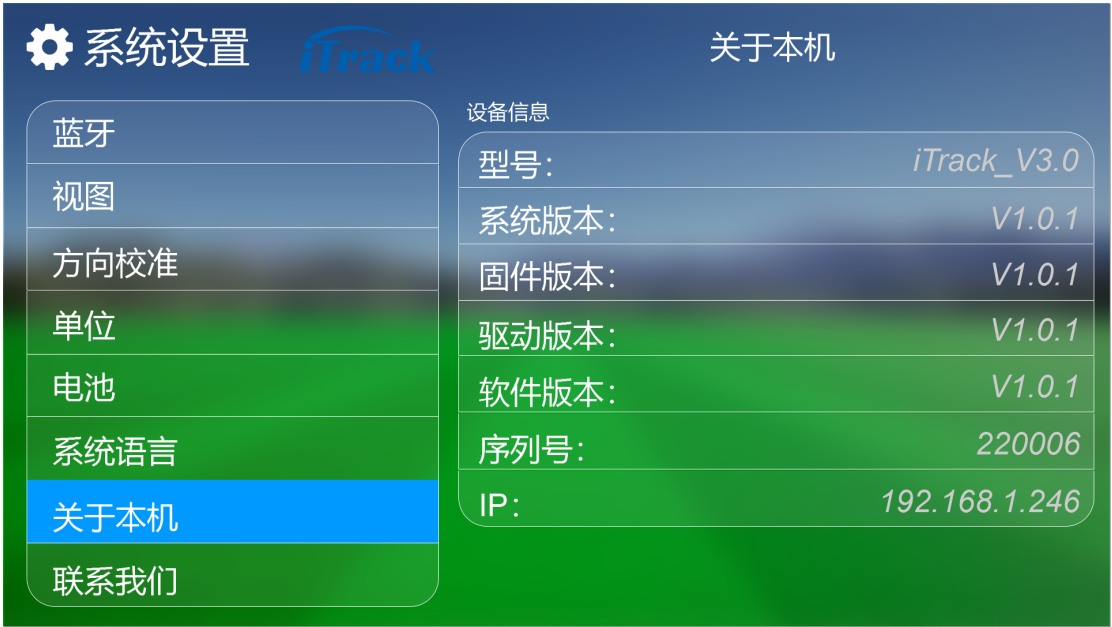 系统设置
iTrack
关于本机
蓝牙
视图
方向校准
单位
电池
系统语言
关于本机
联系我们
设备信息
型号： iTrack_V3.0
系统版本： V1.0.1
固件版本： V1.0.1
驱动版本： V1.0.1
软件版本： V1.0.1
序列号： 220006
IP： 192.168.1.246